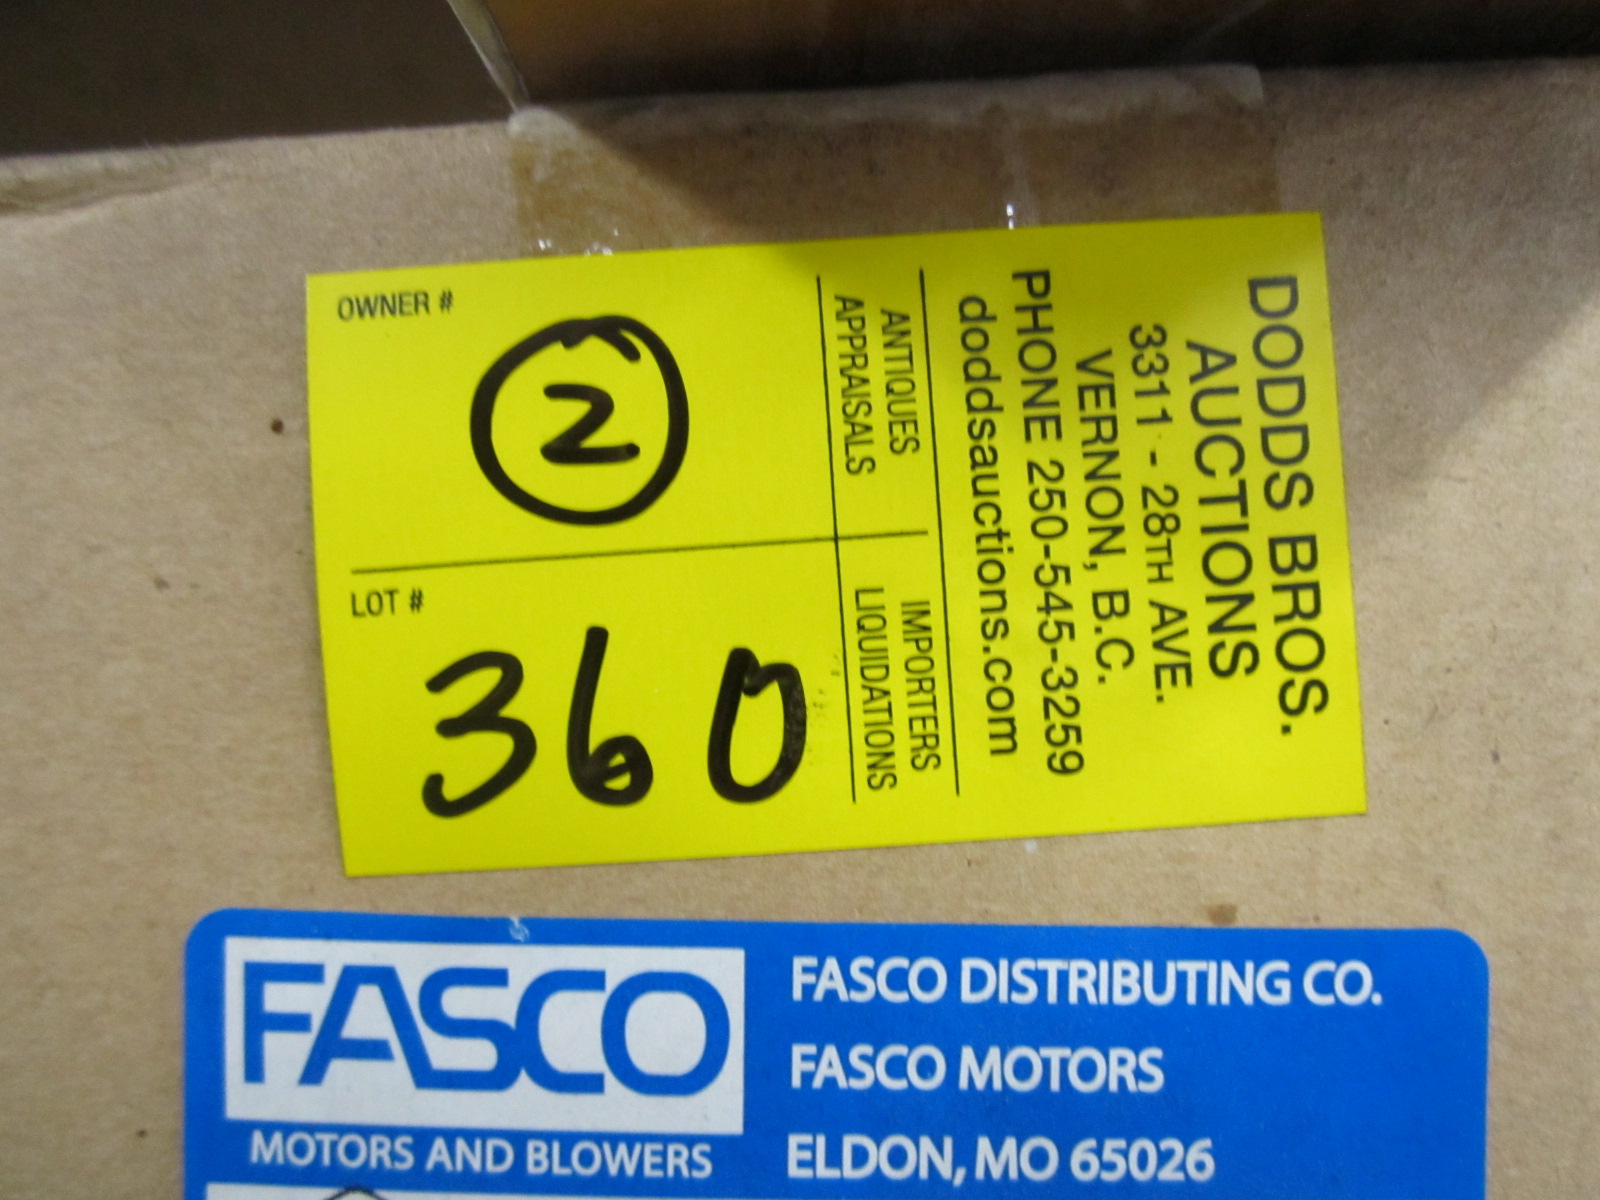 DODDS BROS.
AUCTIONS
3311 - 28TH AVE.
VERNON, B.C.
PHONE 250-545-3259
doddsauctions.com
ANTIQUES
APPRAISALS
IMPORTERS
LIQUIDATIONS
OWNER #
2
LOT #
360
FASCO
MOTORS AND BLOWERS
FASCO DISTRIBUTING CO.
FASCO MOTORS
ELDON, MO 65026